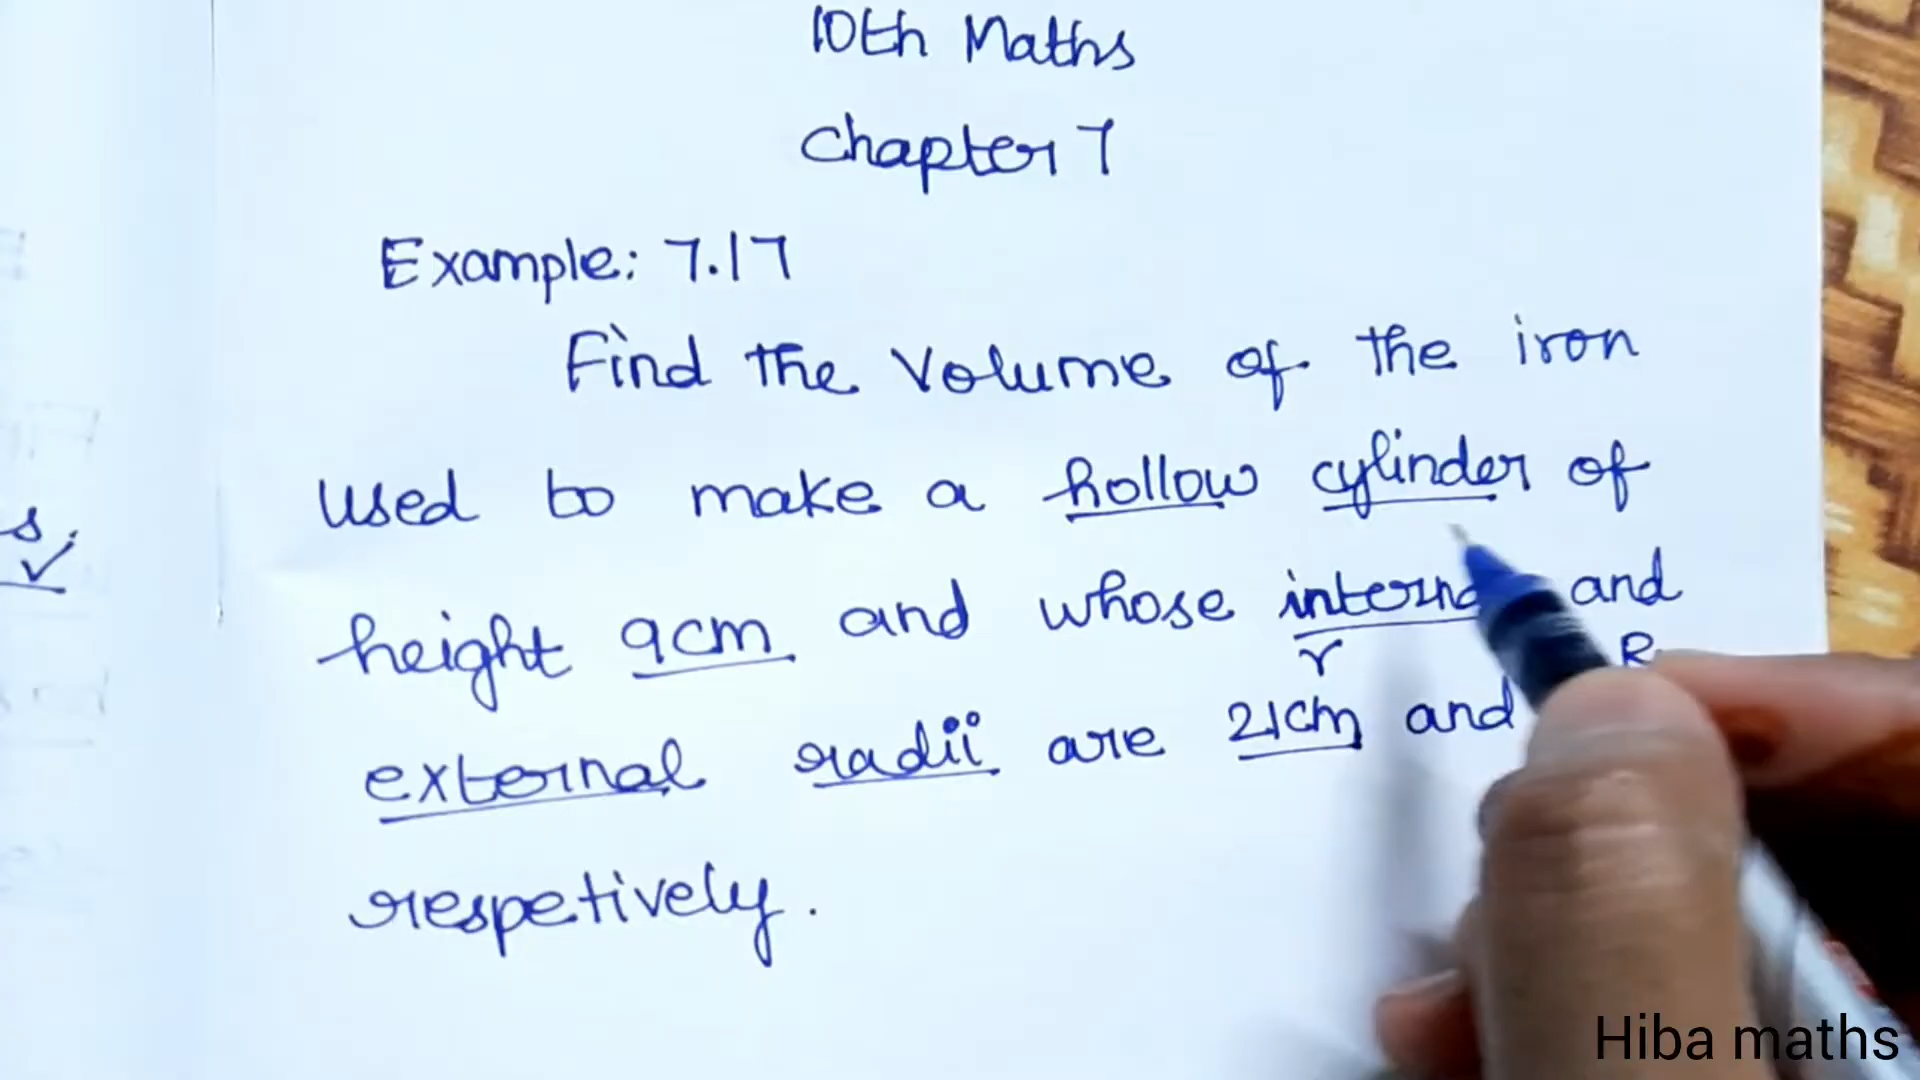 10th Maths
Chapter 7
Example: 7.17
Find the Volume of the iron
used to make a hollow cylinder of
height 9cm and whose and
r R
external radii are 21cm and
respetively.
s.
Hiba maths